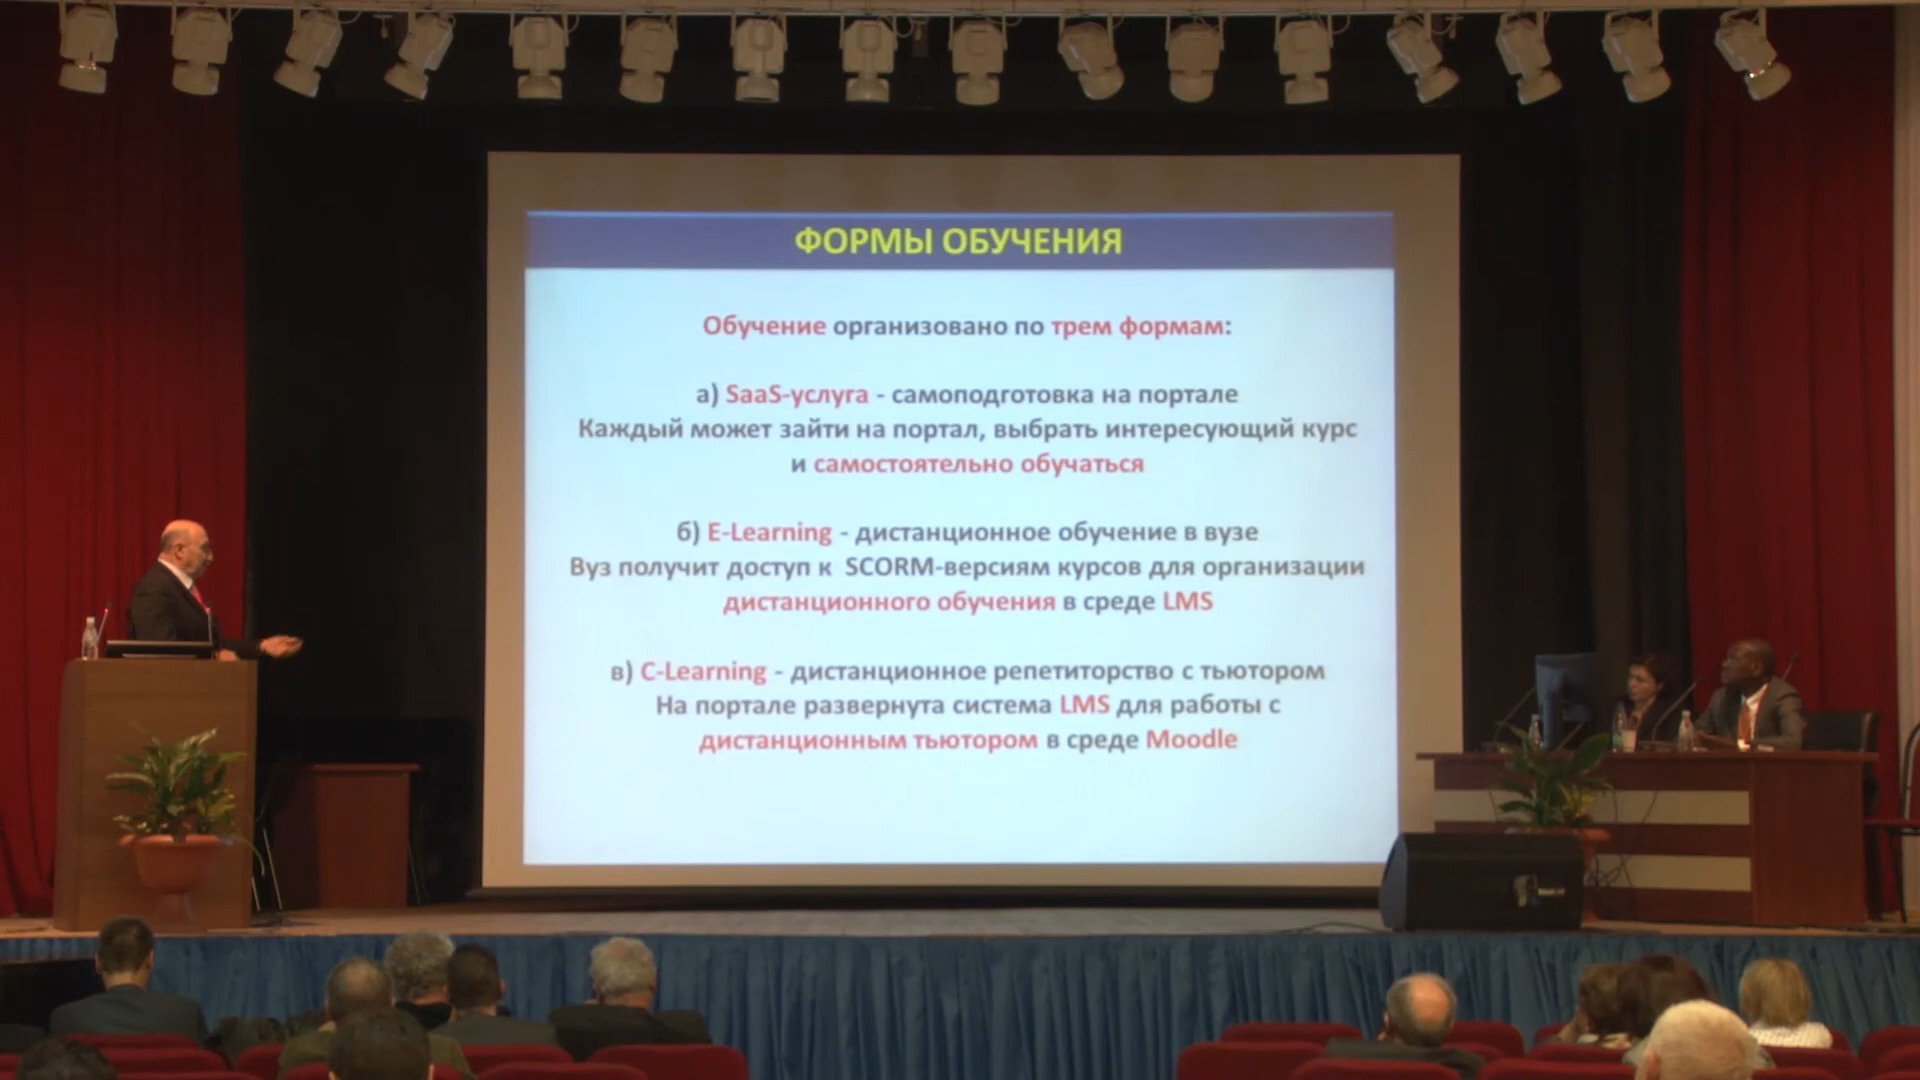 ФОРМЫ ОБУЧЕНИЯ
Обучение организовано по трем формам:
а) SaaS-услуга - самоподготовка на портале
Каждый может зайти на портал, выбрать интересующий курс
и самостоятельно обучаться
б) E-Learning - дистанционное обучение в вузе
Вуз получит доступ к SCORM-версиям курсов для организации
дистанционного обучения в среде LMS
в) C-Learning - дистанционное репетиторство с тьютором
На портале развернута система LMS для работы с
дистанционным тьютором в среде Moodle